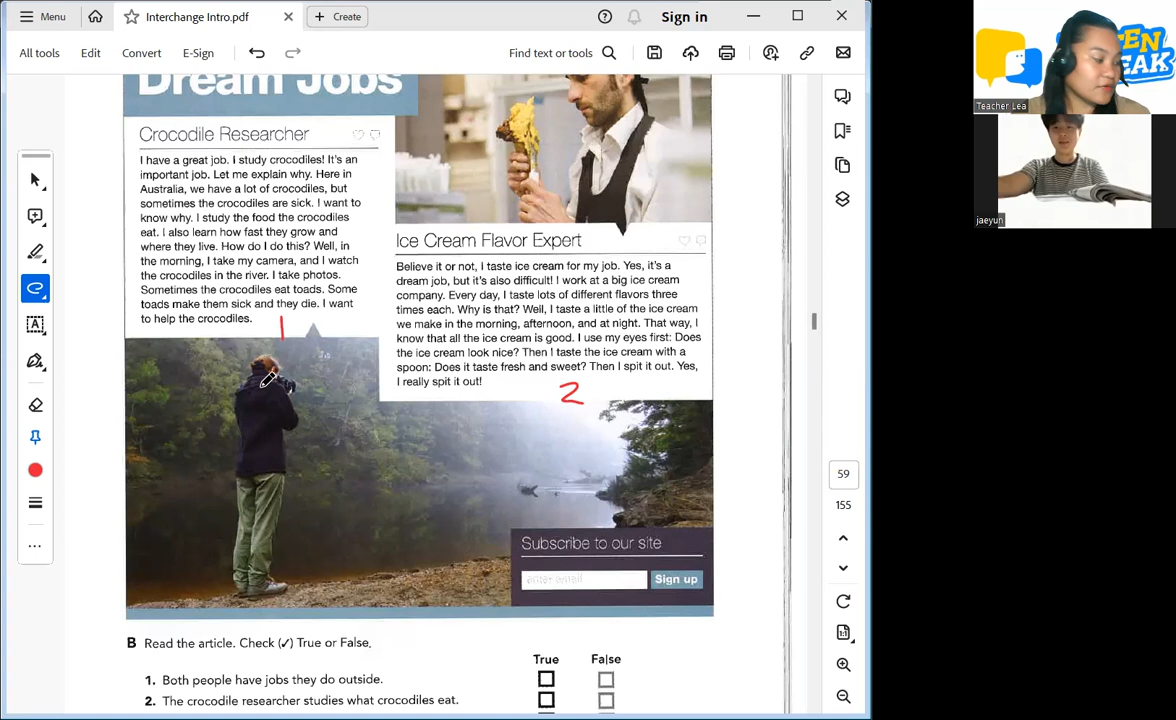 Menu
Interchange Intro.pdf
Create
Sign in
All tools
Edit
Convert
E-Sign
Find text or tools
Dream Jobs
Crocodile Researcher
I have a great job. I study crocodiles! It's an
important job. Let me explain why. Here in
Australia, we have a lot of crocodiles, but
sometimes the crocodiles are sick. I want to
know why. I study the food the crocodiles
eat. I also learn how fast they grow and
where they live. How do I do this? Well, in
the morning, I take my camera, and I watch
the crocodiles in the river. I take photos.
Sometimes the crocodiles eat toads. Some
toads make them sick and they die. I want
to help the crocodiles.
1
Ice Cream Flavor Expert
Believe it or not, I taste ice cream for my job. Yes, it's a
dream job, but it's also difficult! I work at a big ice cream
company. Every day, I taste lots of different flavors three
times each. Why is that? Well, I taste a little of the ice cream
we make in the morning, afternoon, and at night. That way, I
know that all the ice cream is good. I use my eyes first: Does
the ice cream look nice? Then I taste the ice cream with a
spoon: Does it taste fresh and sweet? Then I spit it out. Yes,
I really spit it out!
2
Subscribe to our site
enter email
Sign up
B Read the article. Check (✓) True or False.
True False
1. Both people have jobs they do outside.
2. The crocodile researcher studies what crocodiles eat.
59
155
Teacher Lea
jaeyun